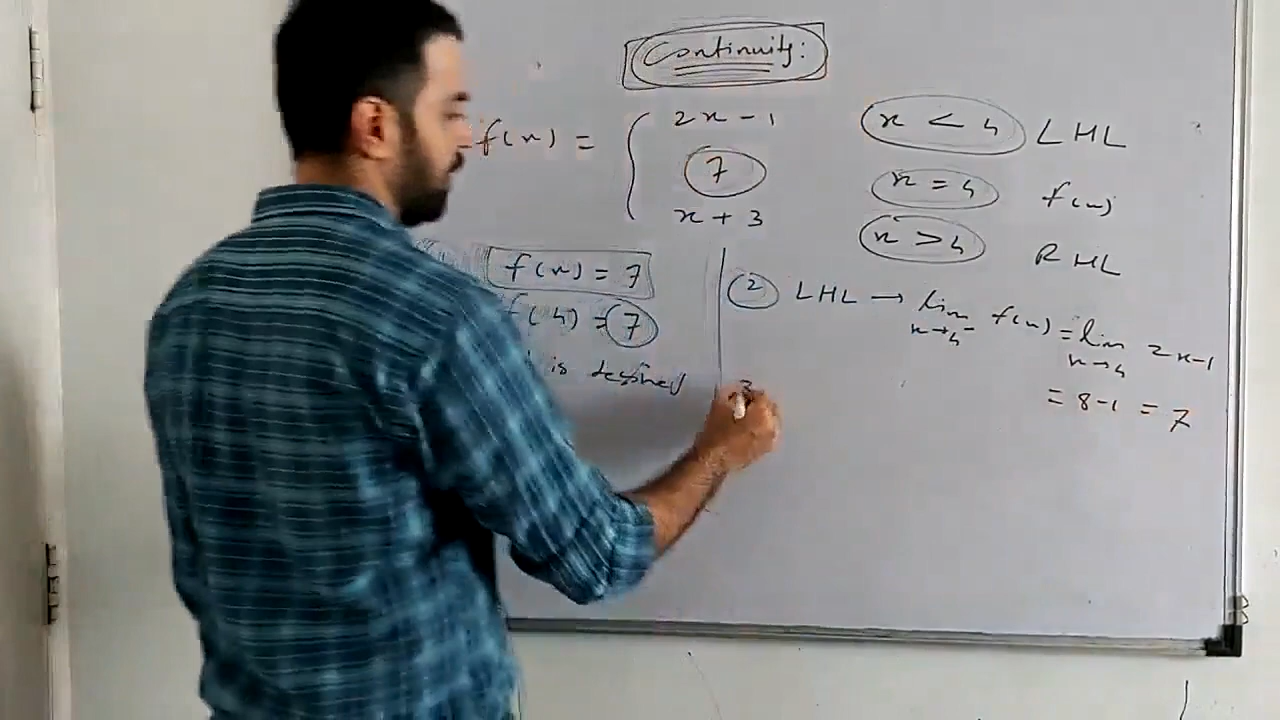 Continuity:
f(x) = { 2x - 1 x < 4 LHL
7 x = 4 f(x)
x + 3 x > 4 RHL
f(x) = 7
f(4) = 7
is defined
2 LHL → lim x→4⁻ f(x) = lim x→4 2x-1
= 8-1 = 7
3